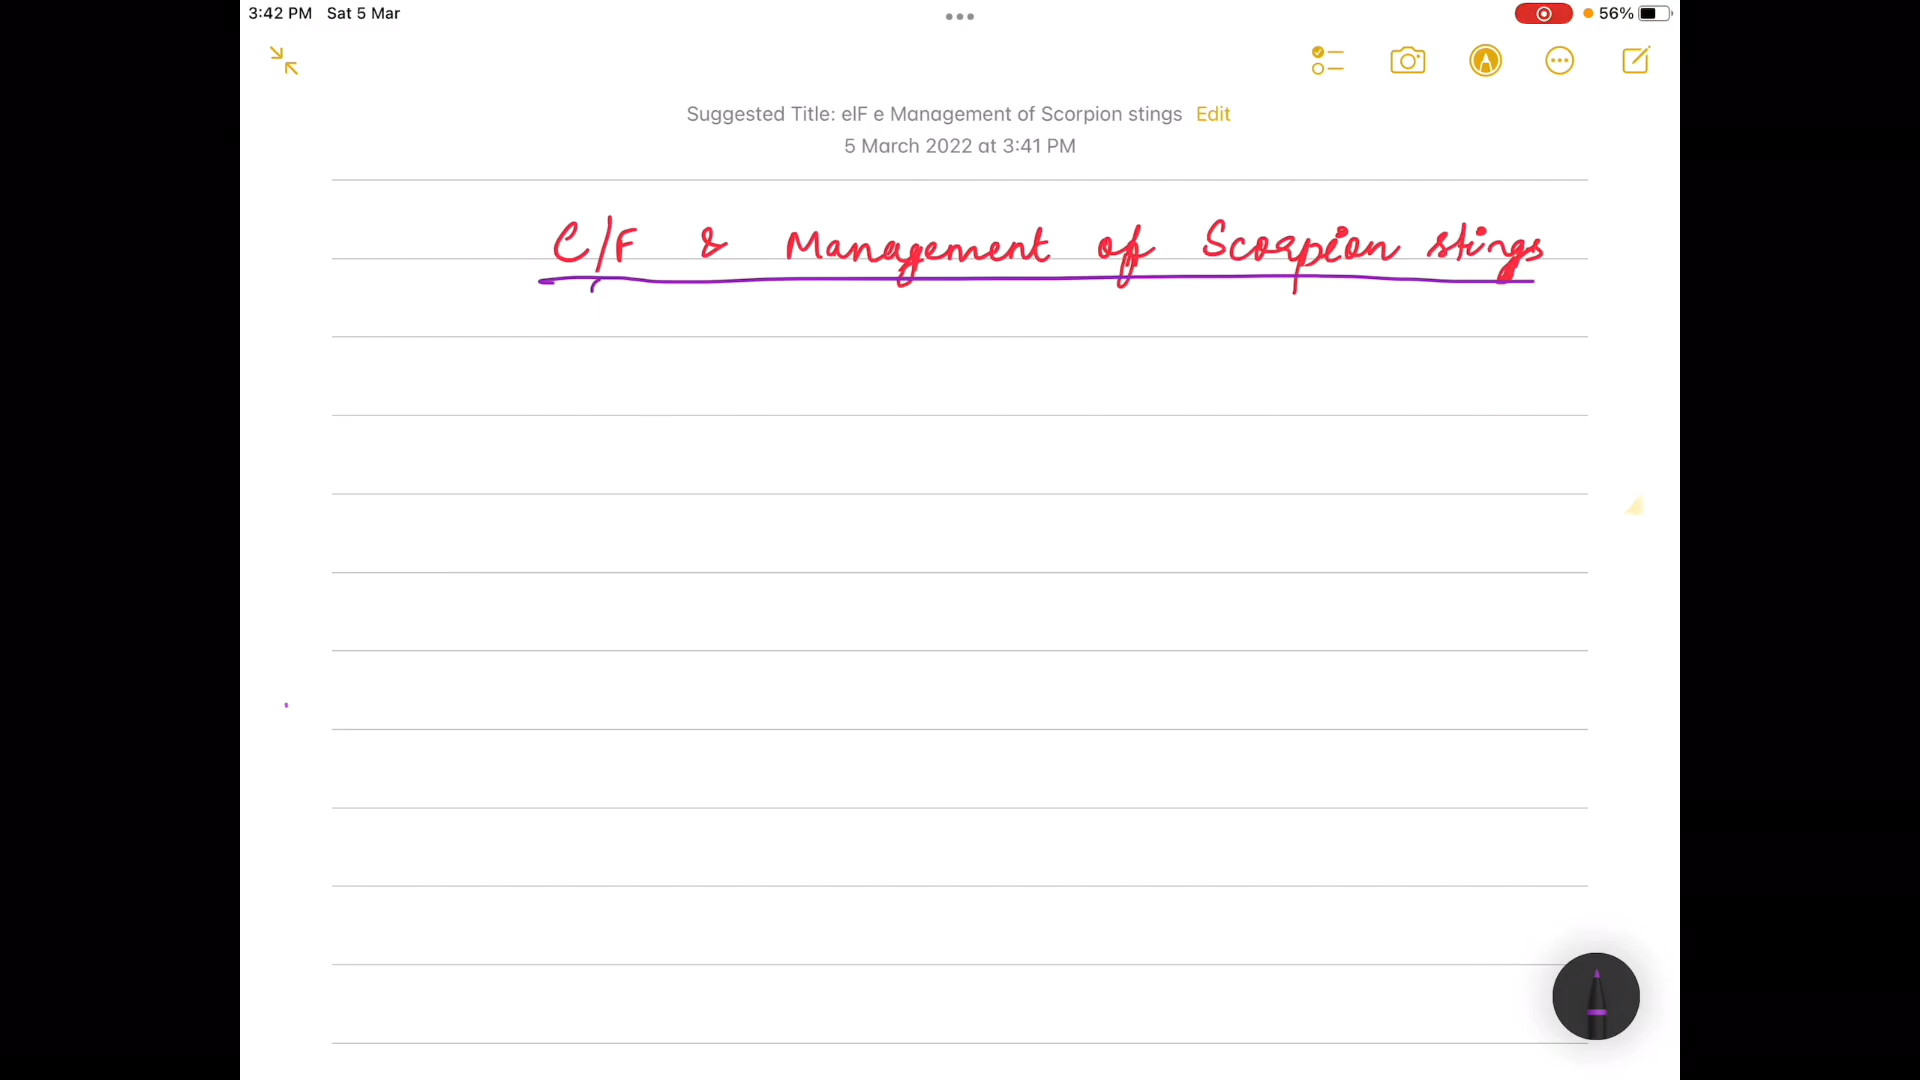 3:42 PM Sat 5 Mar
56%
Suggested Title: elF e Management of Scorpion stings Edit
5 March 2022 at 3:41 PM
C/F & Management of Scorpion stings